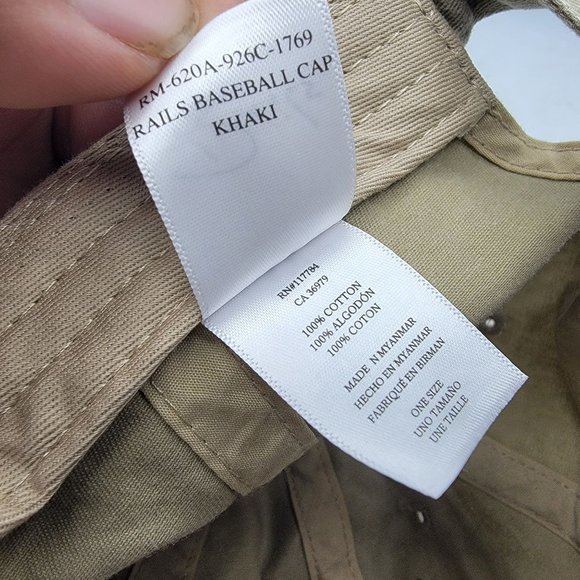 RM-620A-926C-1769
RAILS BASEBALL CAP
KHAKI
RN#117784
CA 36979
100% COTTON
100% ALGODÓN
100% COTON
MADE N MYANMAR
HECHO EN MYANMAR
FABRIQUÉ EN BIRMAN
ONE SIZE
UNO TAMAÑO
UNE TAILLE